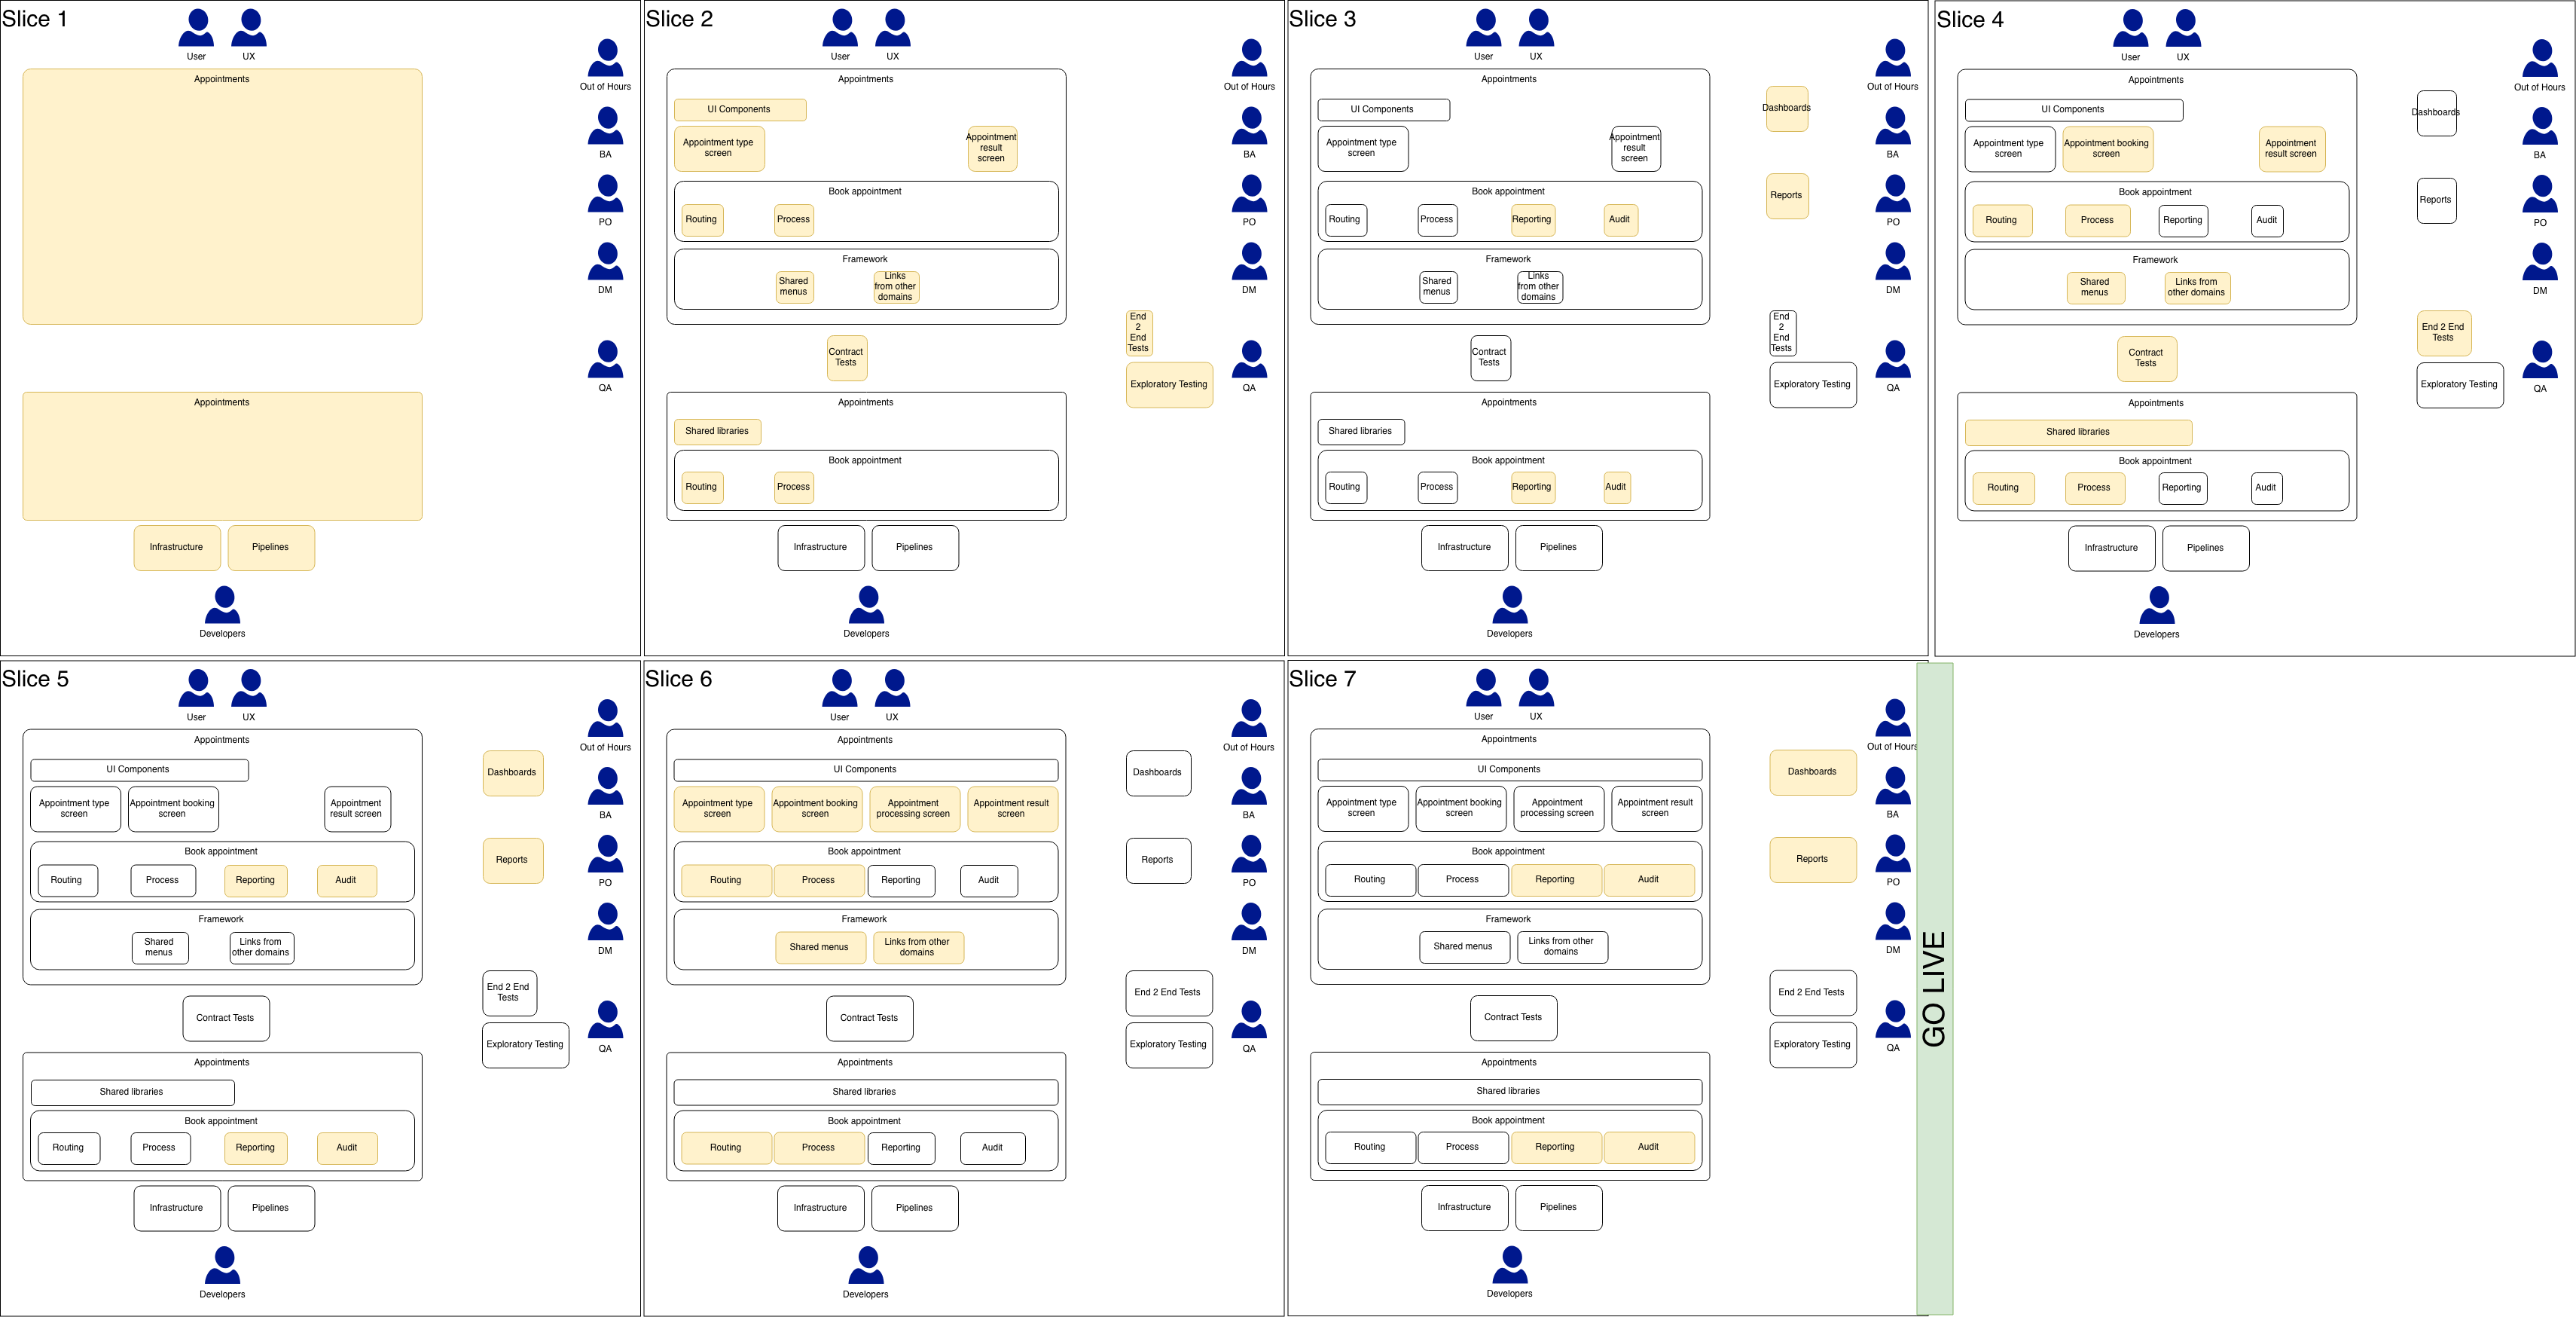 Slice 1
User
UX
Out of Hours
BA
PO
DM
QA
Appointments
Appointments
Infrastructure
Pipelines
Developers
Slice 2
User
UX
Out of Hours
BA
PO
DM
QA
Appointments
UI Components
Appointment type
screen
Appointment
result
screen
Book appointment
Routing
Process
Framework
Shared
menus
Links
from other
domains
Contract
Tests
End
2
End
Tests
Exploratory Testing
Appointments
Shared libraries
Book appointment
Routing
Process
Infrastructure
Pipelines
Developers
Slice 3
User
UX
Out of Hours
BA
PO
DM
QA
Appointments
UI Components
Appointment type
screen
Appointment
result
screen
Book appointment
Routing
Process
Reporting
Audit
Framework
Shared
menus
Links
from other
domains
Dashboards
Reports
Contract
Tests
End
2
End
Tests
Exploratory Testing
Appointments
Shared libraries
Book appointment
Routing
Process
Reporting
Audit
Infrastructure
Pipelines
Developers
Slice 4
User
UX
Out of Hours
BA
PO
DM
QA
Appointments
UI Components
Appointment type
screen
Appointment booking
screen
Appointment
result screen
Book appointment
Routing
Process
Reporting
Audit
Framework
Shared
menus
Links from
other domains
Dashboards
Reports
Contract
Tests
End 2 End
Tests
Exploratory Testing
Appointments
Shared libraries
Book appointment
Routing
Process
Reporting
Audit
Infrastructure
Pipelines
Developers
Slice 5
User
UX
Out of Hours
BA
PO
DM
QA
Appointments
UI Components
Appointment type
screen
Appointment booking
screen
Appointment
result screen
Book appointment
Routing
Process
Reporting
Audit
Framework
Shared
menus
Links from
other domains
Dashboards
Reports
Contract Tests
End 2 End
Tests
Exploratory Testing
Appointments
Shared libraries
Book appointment
Routing
Process
Reporting
Audit
Infrastructure
Pipelines
Developers
Slice 6
User
UX
Out of Hours
BA
PO
DM
QA
Appointments
UI Components
Appointment type
screen
Appointment booking
screen
Appointment
processing screen
Appointment result
screen
Book appointment
Routing
Process
Reporting
Audit
Framework
Shared menus
Links from other
domains
Dashboards
Reports
Contract Tests
End 2 End Tests
Exploratory Testing
Appointments
Shared libraries
Book appointment
Routing
Process
Reporting
Audit
Infrastructure
Pipelines
Developers
Slice 7
User
UX
Out of Hours
BA
PO
DM
QA
Appointments
UI Components
Appointment type
screen
Appointment booking
screen
Appointment
processing screen
Appointment result
screen
Book appointment
Routing
Process
Reporting
Audit
Framework
Shared menus
Links from other
domains
Dashboards
Reports
Contract Tests
End 2 End Tests
Exploratory Testing
Appointments
Shared libraries
Book appointment
Routing
Process
Reporting
Audit
Infrastructure
Pipelines
Developers
GO LIVE